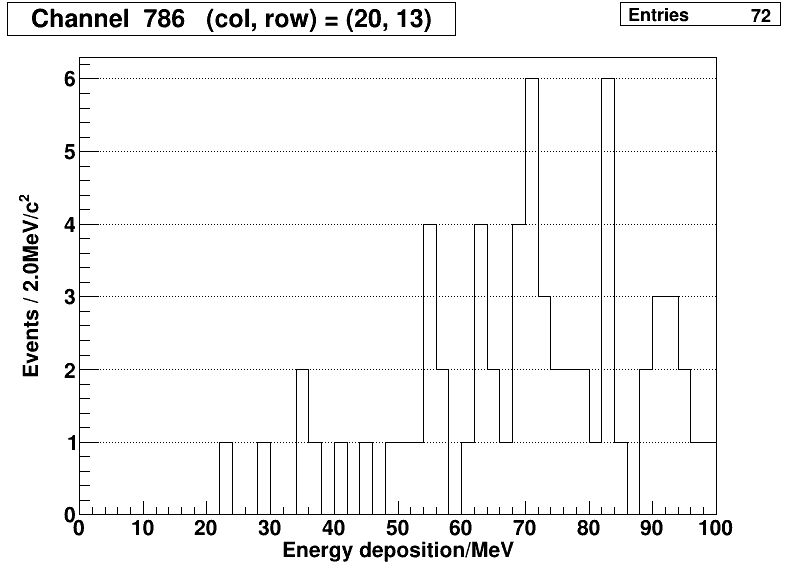 Channel 786 (col, row) = (20, 13)
Entries 72
Events / 2.0MeV/c²
6
5
4
3
2
1
0
0 10 20 30 40 50 60 70 80 90 100
Energy deposition/MeV